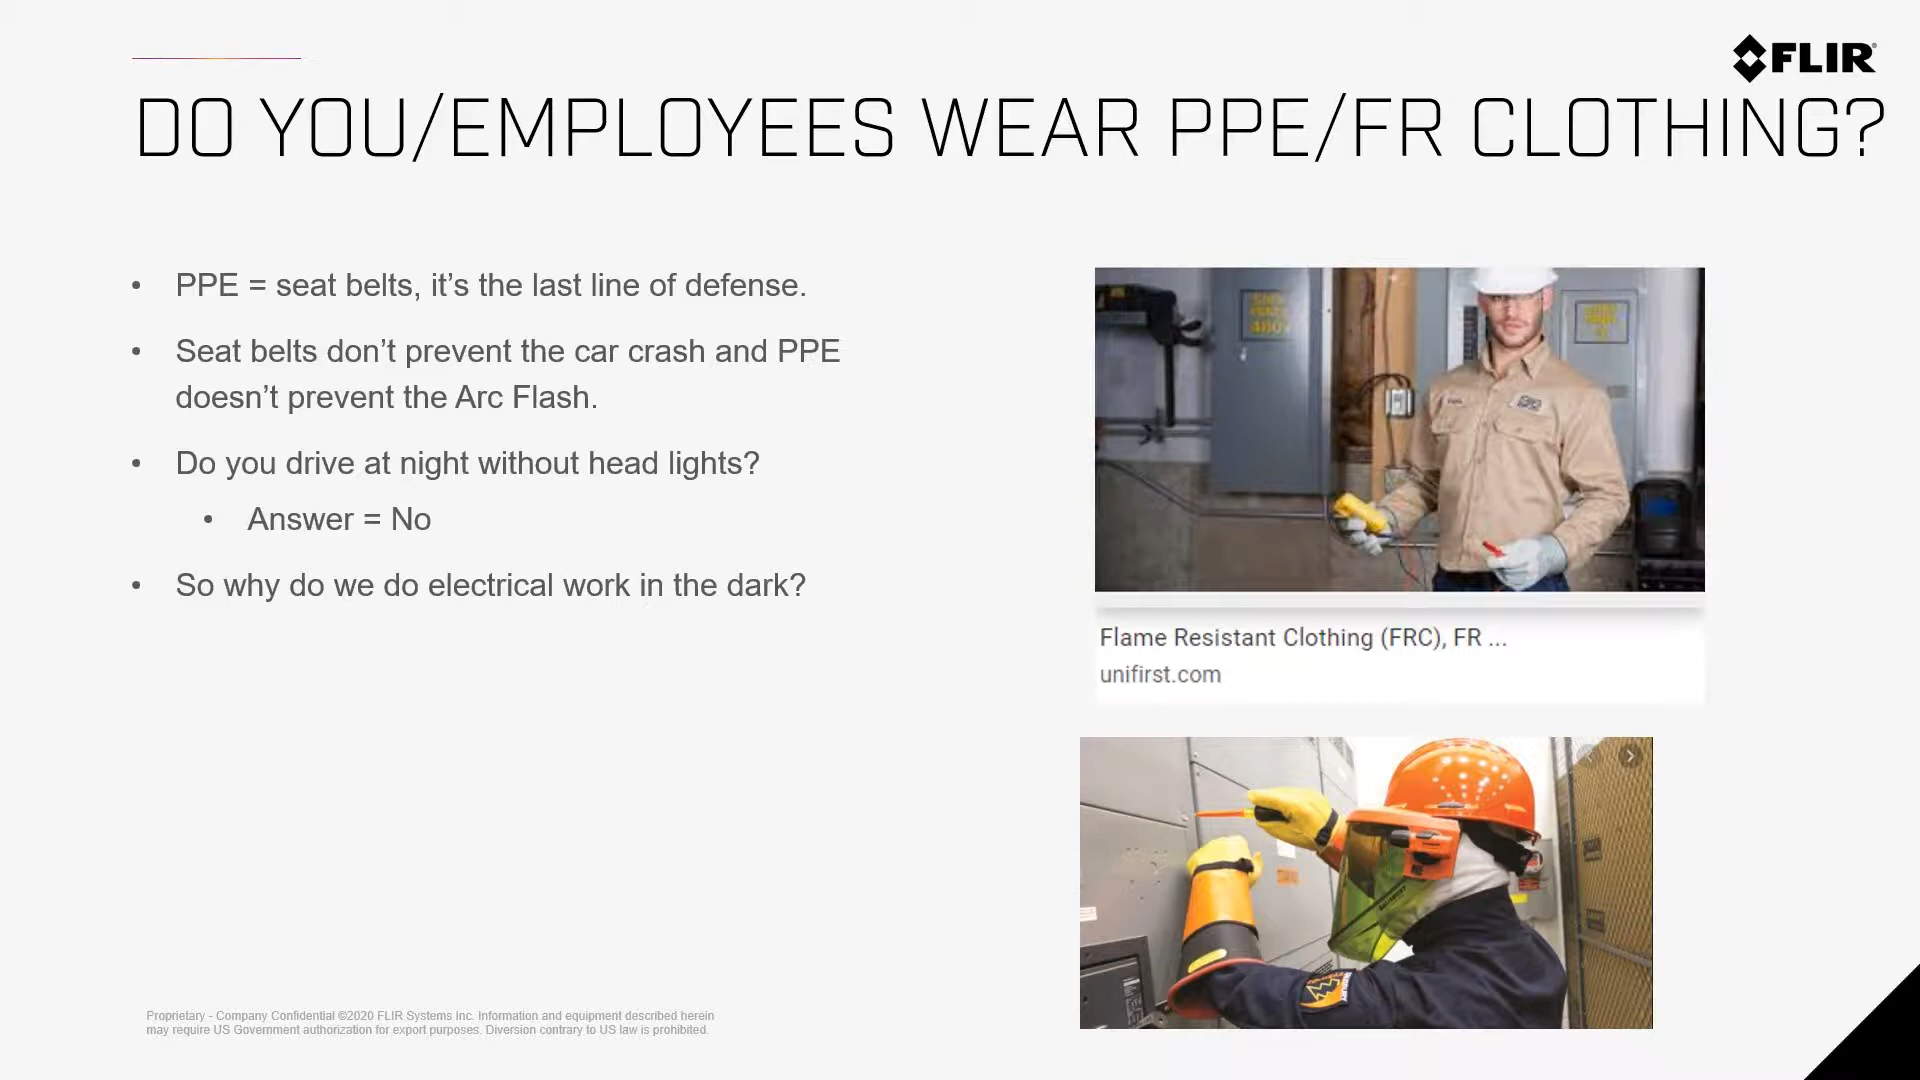 FLIR
DO YOU/EMPLOYEES WEAR PPE/FR CLOTHING?
• PPE = seat belts, it’s the last line of defense.
• Seat belts don’t prevent the car crash and PPE
doesn’t prevent the Arc Flash.
• Do you drive at night without head lights?
• Answer = No
• So why do we do electrical work in the dark?
Flame Resistant Clothing (FRC), FR ...
unifirst.com
Proprietary - Company Confidential ©2020 FLIR Systems Inc. Information and equipment described herein
may require US Government authorization for export purposes. Diversion contrary to US law is prohibited.